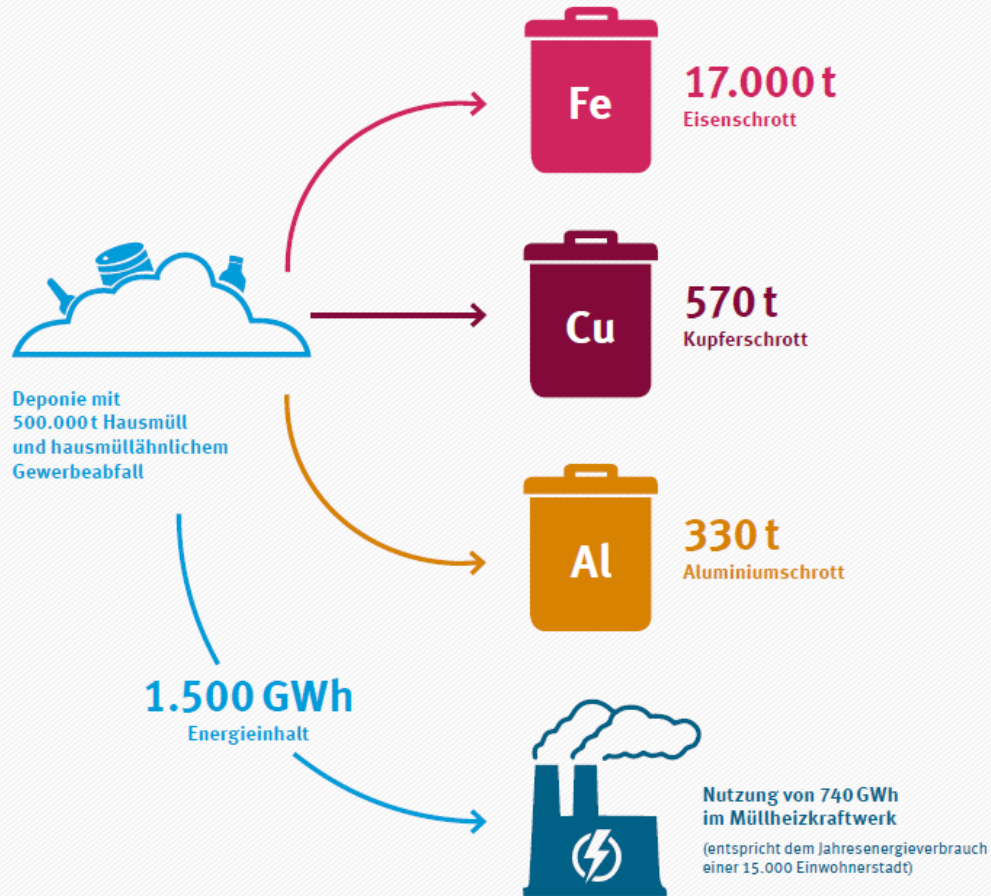 Fe
17.000 t
Eisenschrott
Cu
570 t
Kupferschrott
Deponie mit
500.000 t Hausmüll
und hausmüllähnlichem
Gewerbeabfall
Al
330 t
Aluminiumschrott
1.500 GWh
Energieinhalt
Nutzung von 740 GWh
im Müllheizkraftwerk
(entspricht dem Jahresenergieverbrauch
einer 15.000 Einwohnerstadt)